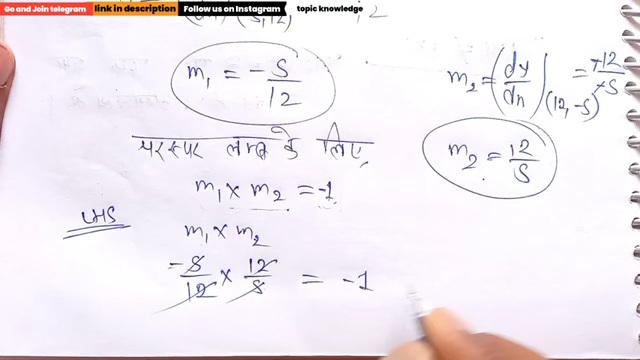 Go and Join telegram link in description Follow us on Instagram topic knowledge
(5,12)
m₁ = -5/12
m₂ = (dy/dx)(12,-5) = -12/-5
m₂ = 12/5
परस्पर लम्ब के लिए,
m₁ × m₂ = -1
LHS
m₁ × m₂
-5/12 × 12/5 = -1